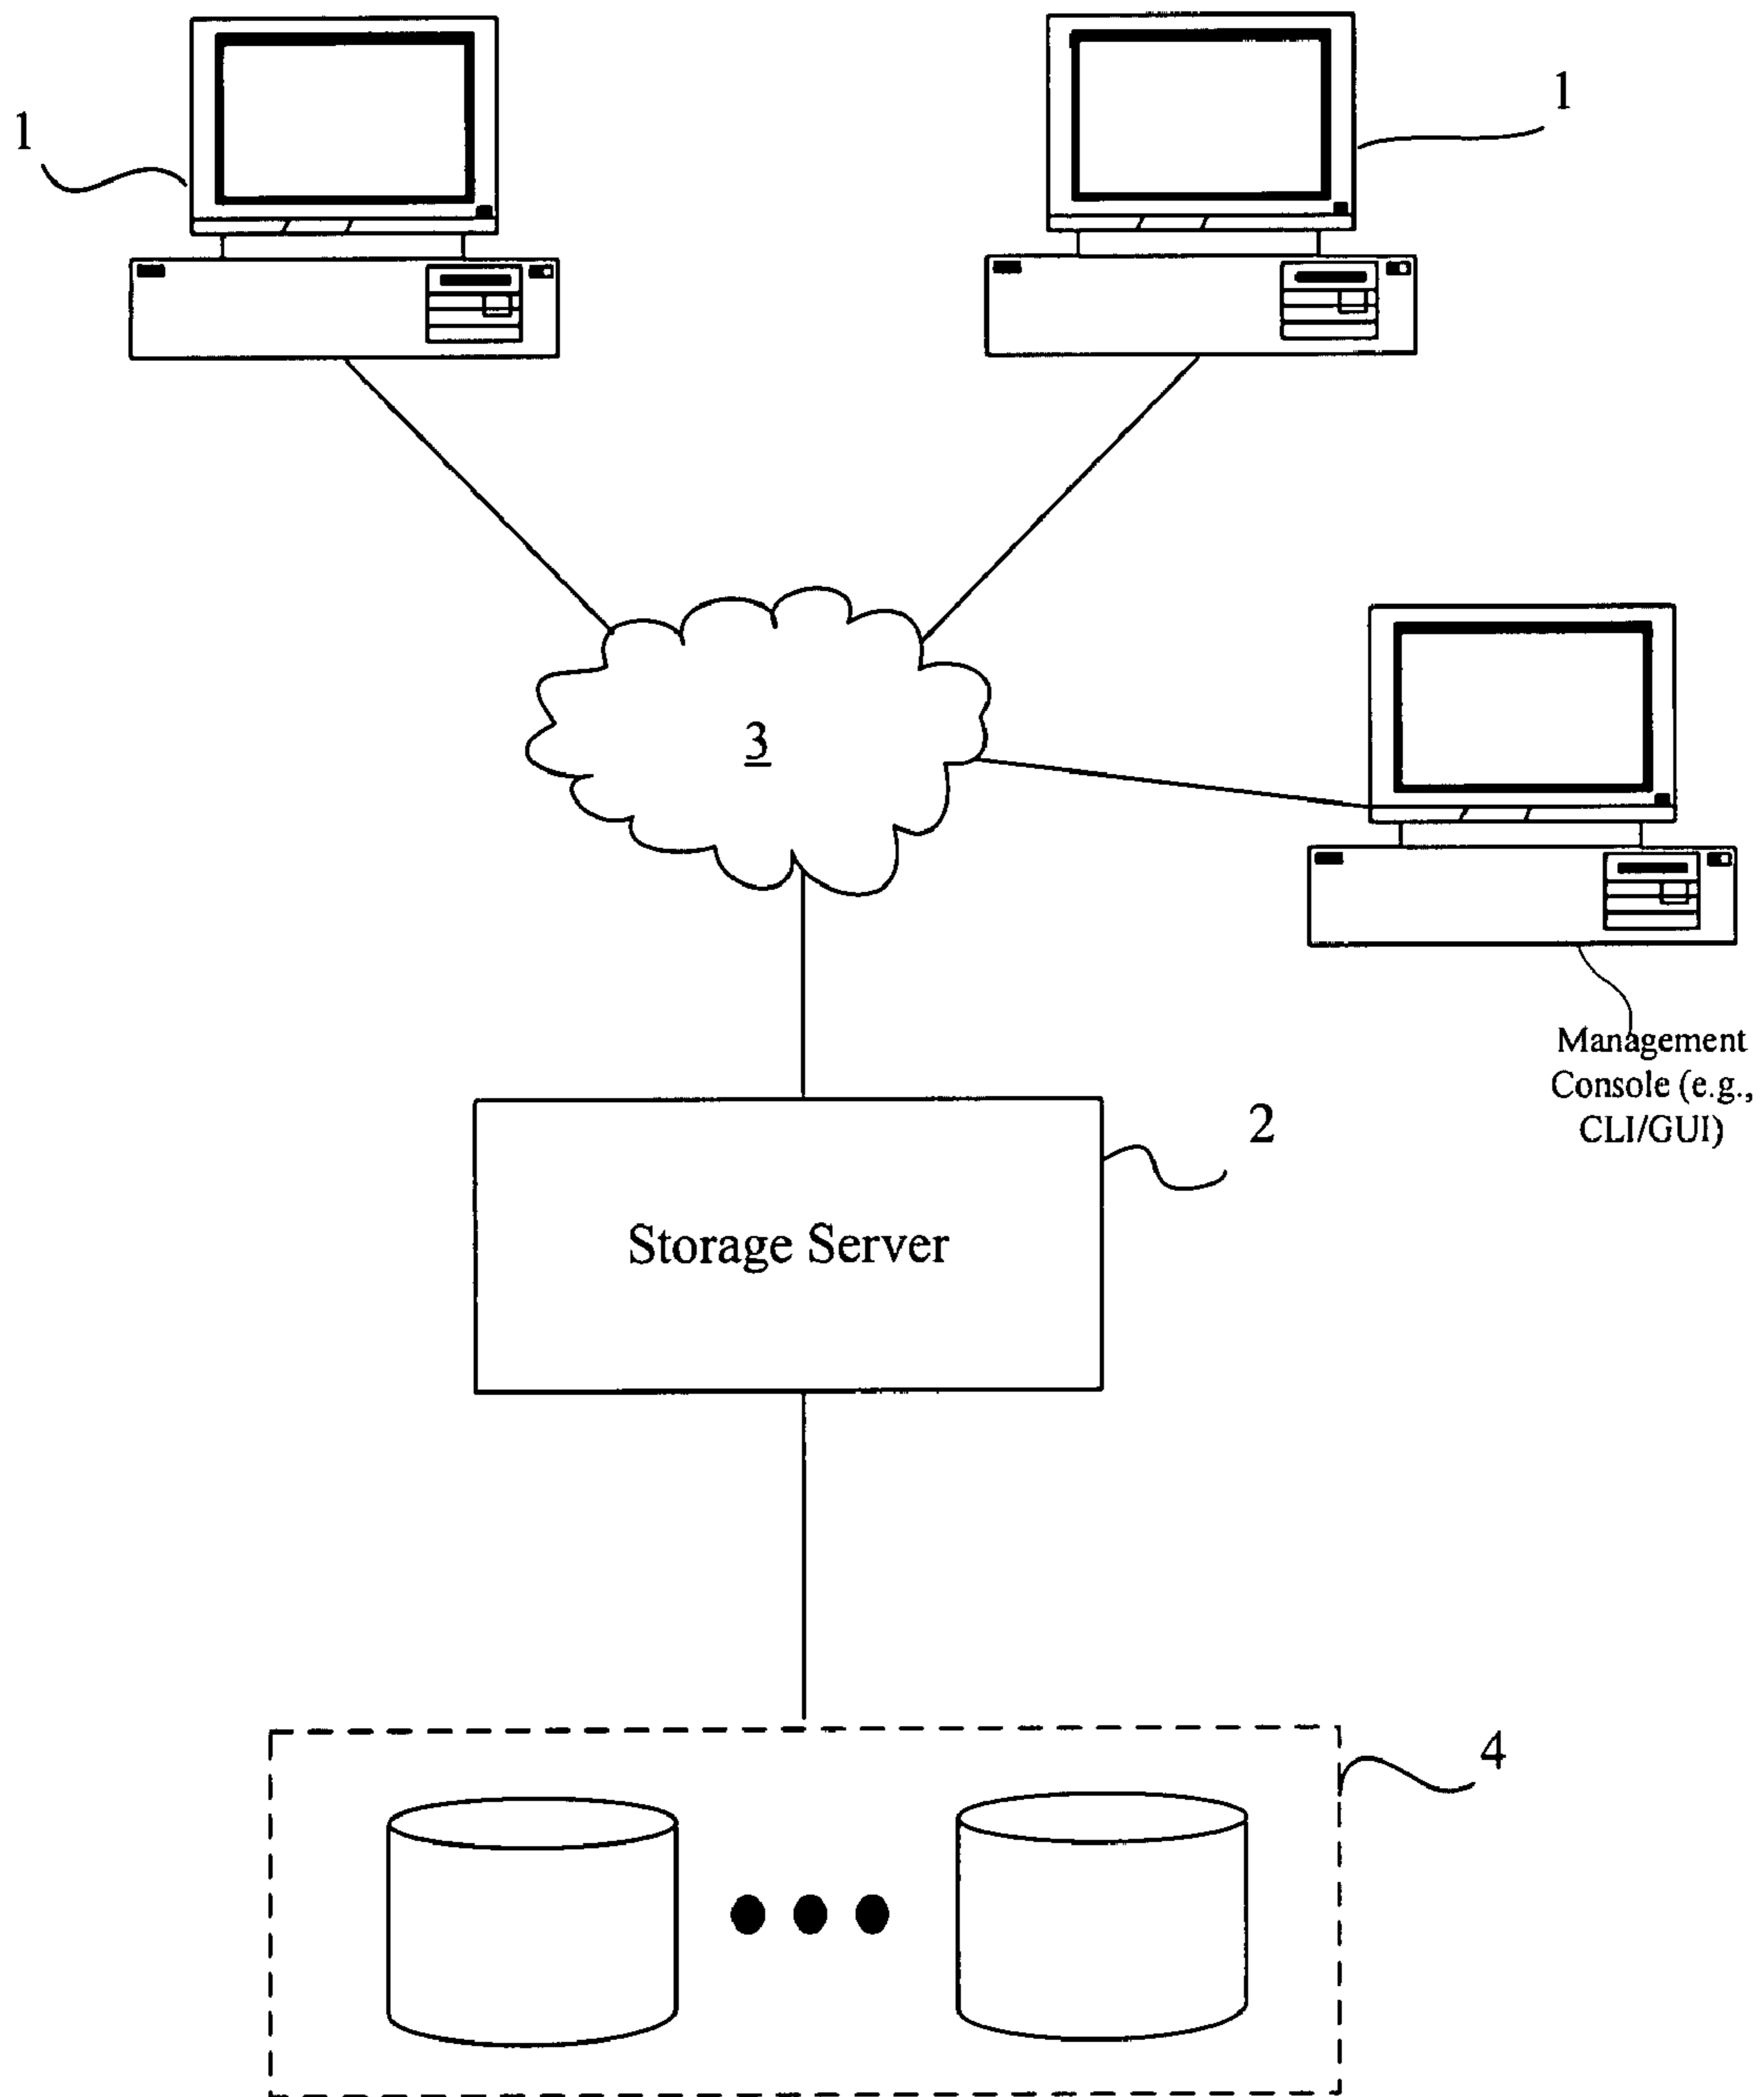 1
1
3
Management
Console (e.g.,
CLI/GUI)
2
Storage Server
4